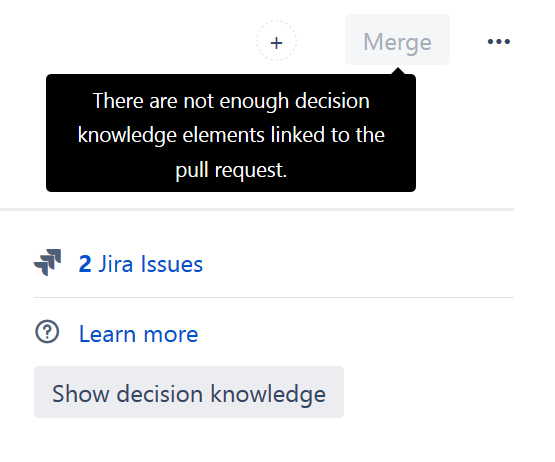 +
Merge
•••
There are not enough decision
knowledge elements linked to the
pull request.
2 Jira Issues
? Learn more
Show decision knowledge